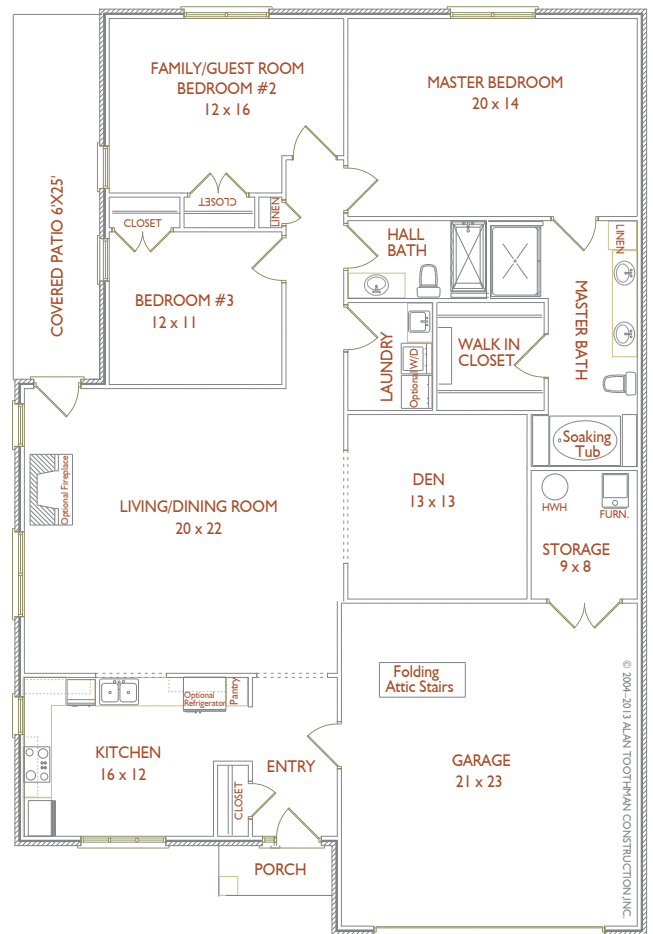 FAMILY/GUEST ROOM
BEDROOM #2
12 x 16
MASTER BEDROOM
20 x 14
COVERED PATIO 6'X25'
CLOSET
CLOSET
LINEN
HALL
BATH
LINEN
BEDROOM #3
12 x 11
MASTER BATH
LAUNDRY
W/D
Optional
WALK IN
CLOSET
Soaking
Tub
Optional Fireplace
LIVING/DINING ROOM
20 x 22
DEN
13 x 13
HWH
FURN.
STORAGE
9 x 8
Folding
Attic Stairs
Optional
Refrigerator
Pantry
KITCHEN
16 x 12
ENTRY
CLOSET
GARAGE
21 x 23
PORCH
© 2004-2013 ALAN TOOTHMAN CONSTRUCTION,INC.